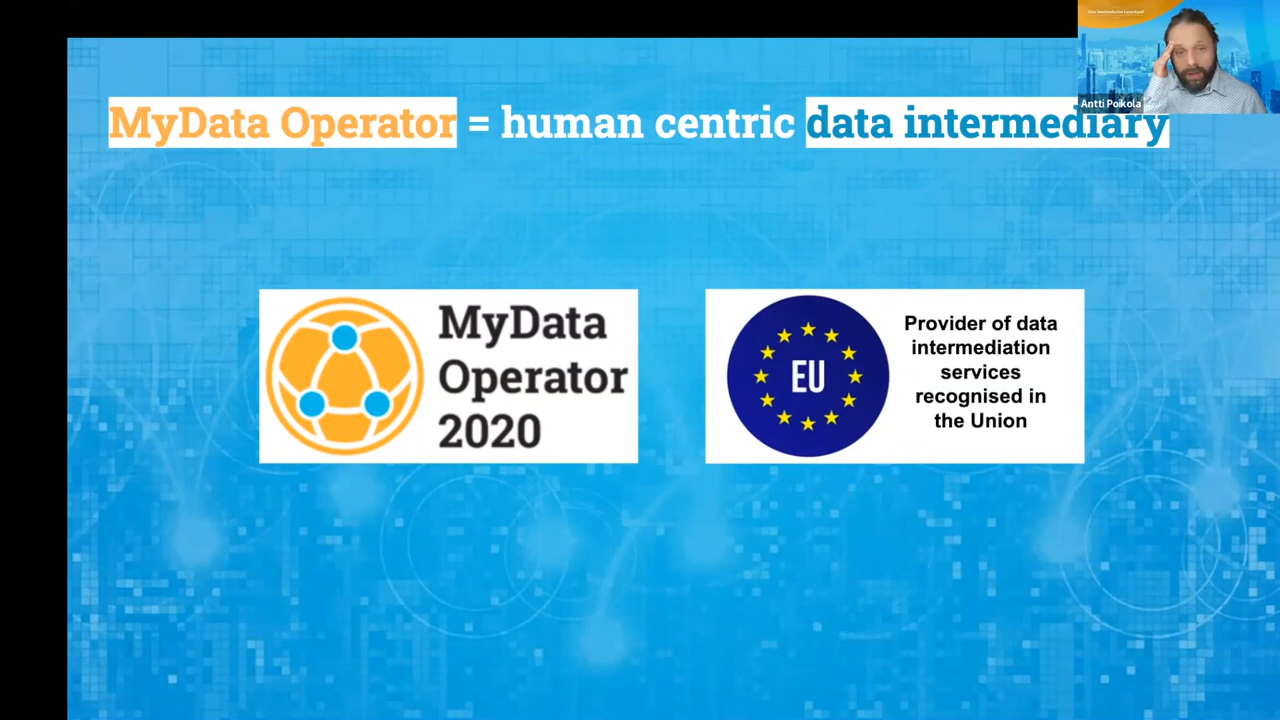 MyData Operator = human centric data intermediary
Antti Poikola
MyData
Operator
2020
EU
Provider of data
intermediation
services
recognised in
the Union